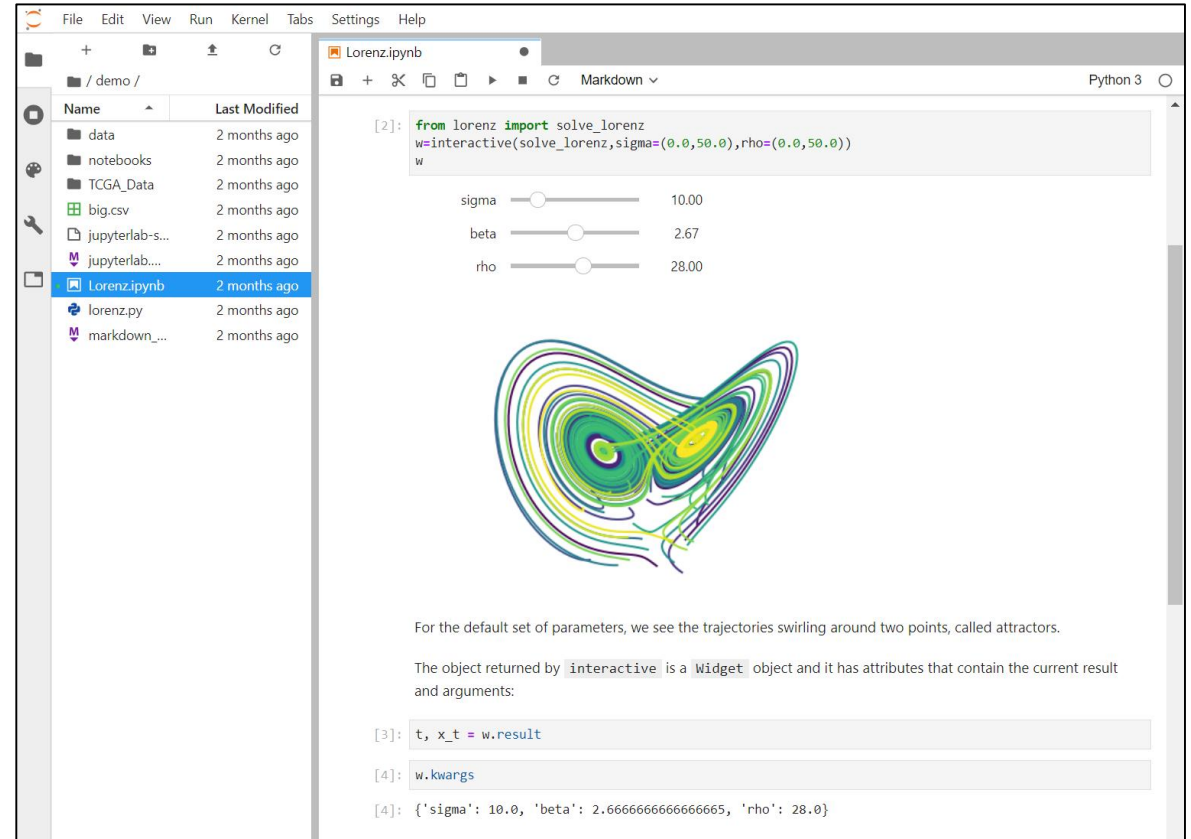 File Edit View Run Kernel Tabs Settings Help
Lorenz.ipynb
/ demo /
Markdown
Python 3
Name Last Modified
data 2 months ago
notebooks 2 months ago
TCGA_Data 2 months ago
big.csv 2 months ago
jupyterlab-s... 2 months ago
jupyterlab.... 2 months ago
Lorenz.ipynb 2 months ago
lorenz.py 2 months ago
markdown_... 2 months ago
[2]: from lorenz import solve_lorenz
w=interactive(solve_lorenz,sigma=(0.0,50.0),rho=(0.0,50.0))
w
sigma 10.00
beta 2.67
rho 28.00
For the default set of parameters, we see the trajectories swirling around two points, called attractors.
The object returned by interactive is a Widget object and it has attributes that contain the current result
and arguments:
[3]: t, x_t = w.result
[4]: w.kwargs
[4]: {'sigma': 10.0, 'beta': 2.6666666666666665, 'rho': 28.0}